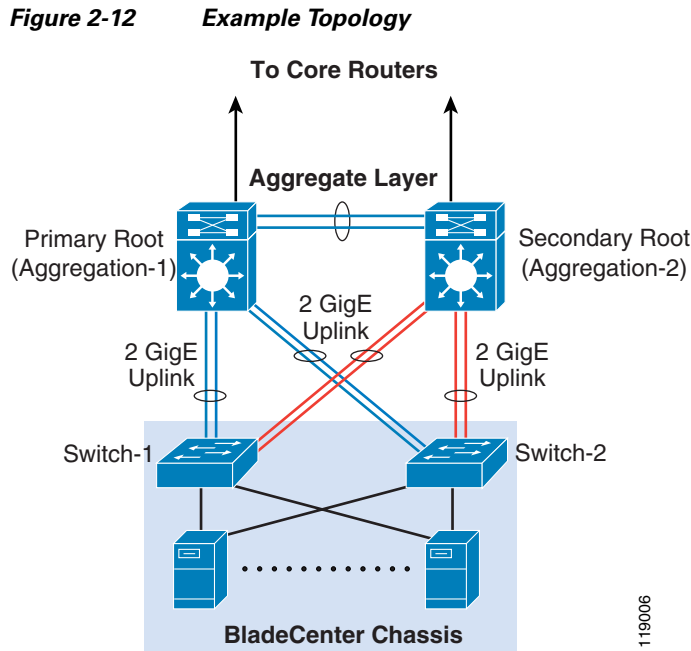 Figure 2-12 Example Topology
To Core Routers
Aggregate Layer
Primary Root
(Aggregation-1)
Secondary Root
(Aggregation-2)
2 GigE
Uplink
2 GigE
Uplink
2 GigE
Uplink
Switch-1
Switch-2
BladeCenter Chassis
119006